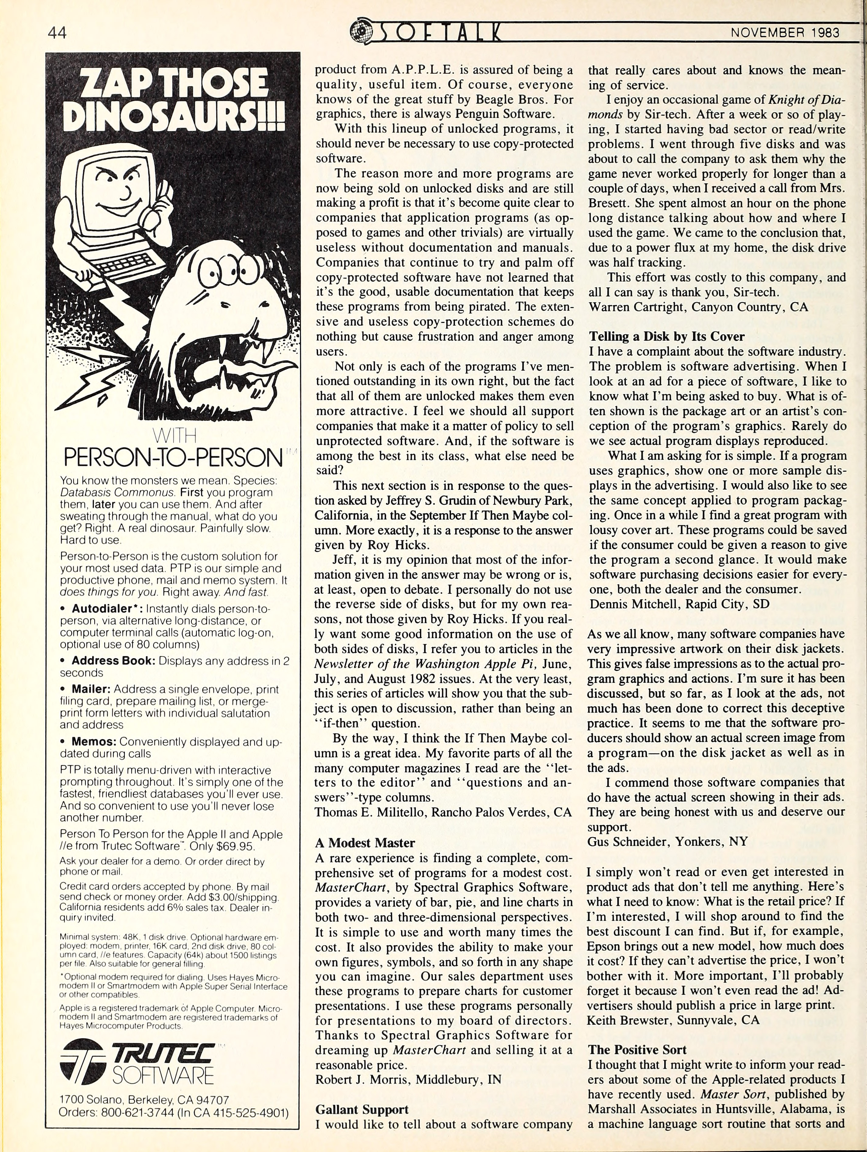 44
SOFTALK
NOVEMBER 1983
ZAP THOSE
DINOSAURS!!!
WITH
PERSON-TO-PERSON™
You know the monsters we mean. Species:
Databasis Commonus. First you program
them, later you can use them. And after
sweating through the manual, what do you
get? Right. A real dinosaur. Painfully slow.
Hard to use.
Person-to-Person is the custom solution for
your most used data. PTP is our simple and
productive phone, mail and memo system. It
does things for you. Right away. And fast.
• Autodialer*: Instantly dials person-to-
person, via alternative long-distance, or
computer terminal calls (automatic log-on,
optional use of 80 columns)
• Address Book: Displays any address in 2
seconds
• Mailer: Address a single envelope, print
filing card, prepare mailing list, or merge-
print form letters with individual salutation
and address
• Memos: Conveniently displayed and up-
dated during calls
PTP is totally menu-driven with interactive
prompting throughout. It's simply one of the
fastest, friendliest databases you'll ever use.
And so convenient to use you'll never lose
another number.
Person To Person for the Apple II and Apple
//e from Trutec Software™. Only $69.95.
Ask your dealer for a demo. Or order direct by
phone or mail.
Credit card orders accepted by phone. By mail
send check or money order. Add $3.00/shipping.
California residents add 6% sales tax. Dealer in-
quiry invited.
Minimal system: 48K, 1 disk drive. Optional hardware em-
ployed: modem, printer, 16K card, 2nd disk drive, 80 col-
umn card, //e features. Capacity (64k) about 1500 listings
per file. Also suitable for general filling.
*Optional modem required for dialing. Uses Hayes Micro-
modem II or Smartmodem with Apple Super Serial Interface
or other compatibles.
Apple is a registered trademark of Apple Computer. Micro-
modem II and Smartmodem are registered trademarks of
Hayes Microcomputer Products.
TRUTEC™
SOFTWARE
1700 Solano, Berkeley, CA 94707
Orders: 800-621-3744 (In CA 415-525-4901)
product from A.P.P.L.E. is assured of being a
quality, useful item. Of course, everyone
knows of the great stuff by Beagle Bros. For
graphics, there is always Penguin Software.
With this lineup of unlocked programs, it
should never be necessary to use copy-protected
software.
The reason more and more programs are
now being sold on unlocked disks and are still
making a profit is that it's become quite clear to
companies that application programs (as op-
posed to games and other trivials) are virtually
useless without documentation and manuals.
Companies that continue to try and palm off
copy-protected software have not learned that
it's the good, usable documentation that keeps
these programs from being pirated. The exten-
sive and useless copy-protection schemes do
nothing but cause frustration and anger among
users.
Not only is each of the programs I've men-
tioned outstanding in its own right, but the fact
that all of them are unlocked makes them even
more attractive. I feel we should all support
companies that make it a matter of policy to sell
unprotected software. And, if the software is
among the best in its class, what else need be
said?
This next section is in response to the ques-
tion asked by Jeffrey S. Grudin of Newbury Park,
California, in the September If Then Maybe col-
umn. More exactly, it is a response to the answer
given by Roy Hicks.
Jeff, it is my opinion that most of the infor-
mation given in the answer may be wrong or is,
at least, open to debate. I personally do not use
the reverse side of disks, but for my own rea-
sons, not those given by Roy Hicks. If you real-
ly want some good information on the use of
both sides of disks, I refer you to articles in the
Newsletter of the Washington Apple Pi, June,
July, and August 1982 issues. At the very least,
this series of articles will show you that the sub-
ject is open to discussion, rather than being an
"if-then" question.
By the way, I think the If Then Maybe col-
umn is a great idea. My favorite parts of all the
many computer magazines I read are the "let-
ters to the editor" and "questions and an-
swers"-type columns.
Thomas E. Militello, Rancho Palos Verdes, CA
A Modest Master
A rare experience is finding a complete, com-
prehensive set of programs for a modest cost.
MasterChart, by Spectral Graphics Software,
provides a variety of bar, pie, and line charts in
both two- and three-dimensional perspectives.
It is simple to use and worth many times the
cost. It also provides the ability to make your
own figures, symbols, and so forth in any shape
you can imagine. Our sales department uses
these programs to prepare charts for customer
presentations. I use these programs personally
for presentations to my board of directors.
Thanks to Spectral Graphics Software for
dreaming up MasterChart and selling it at a
reasonable price.
Robert J. Morris, Middlebury, IN
Gallant Support
I would like to tell about a software company
that really cares about and knows the mean-
ing of service.
I enjoy an occasional game of Knight of Dia-
monds by Sir-tech. After a week or so of play-
ing, I started having bad sector or read/write
problems. I went through five disks and was
about to call the company to ask them why the
game never worked properly for longer than a
couple of days, when I received a call from Mrs.
Bresett. She spent almost an hour on the phone
long distance talking about how and where I
used the game. We came to the conclusion that,
due to a power flux at my home, the disk drive
was half tracking.
This effort was costly to this company, and
all I can say is thank you, Sir-tech.
Warren Cartright, Canyon Country, CA
Telling a Disk by Its Cover
I have a complaint about the software industry.
The problem is software advertising. When I
look at an ad for a piece of software, I like to
know what I'm being asked to buy. What is of-
ten shown is the package art or an artist's con-
ception of the program's graphics. Rarely do
we see actual program displays reproduced.
What I am asking for is simple. If a program
uses graphics, show one or more sample dis-
plays in the advertising. I would also like to see
the same concept applied to program packag-
ing. Once in a while I find a great program with
lousy cover art. These programs could be saved
if the consumer could be given a reason to give
the program a second glance. It would make
software purchasing decisions easier for every-
one, both the dealer and the consumer.
Dennis Mitchell, Rapid City, SD
As we all know, many software companies have
very impressive artwork on their disk jackets.
This gives false impressions as to the actual pro-
gram graphics and actions. I'm sure it has been
discussed, but so far, as I look at the ads, not
much has been done to correct this deceptive
practice. It seems to me that the software pro-
ducers should show an actual screen image from
a program—on the disk jacket as well as in
the ads.
I commend those software companies that
do have the actual screen showing in their ads.
They are being honest with us and deserve our
support.
Gus Schneider, Yonkers, NY
I simply won't read or even get interested in
product ads that don't tell me anything. Here's
what I need to know: What is the retail price? If
I'm interested, I will shop around to find the
best discount I can find. But if, for example,
Epson brings out a new model, how much does
it cost? If they can't advertise the price, I won't
bother with it. More important, I'll probably
forget it because I won't even read the ad! Ad-
vertisers should publish a price in large print.
Keith Brewster, Sunnyvale, CA
The Positive Sort
I thought that I might write to inform your read-
ers about some of the Apple-related products I
have recently used. Master Sort, published by
Marshall Associates in Huntsville, Alabama, is
a machine language sort routine that sorts and